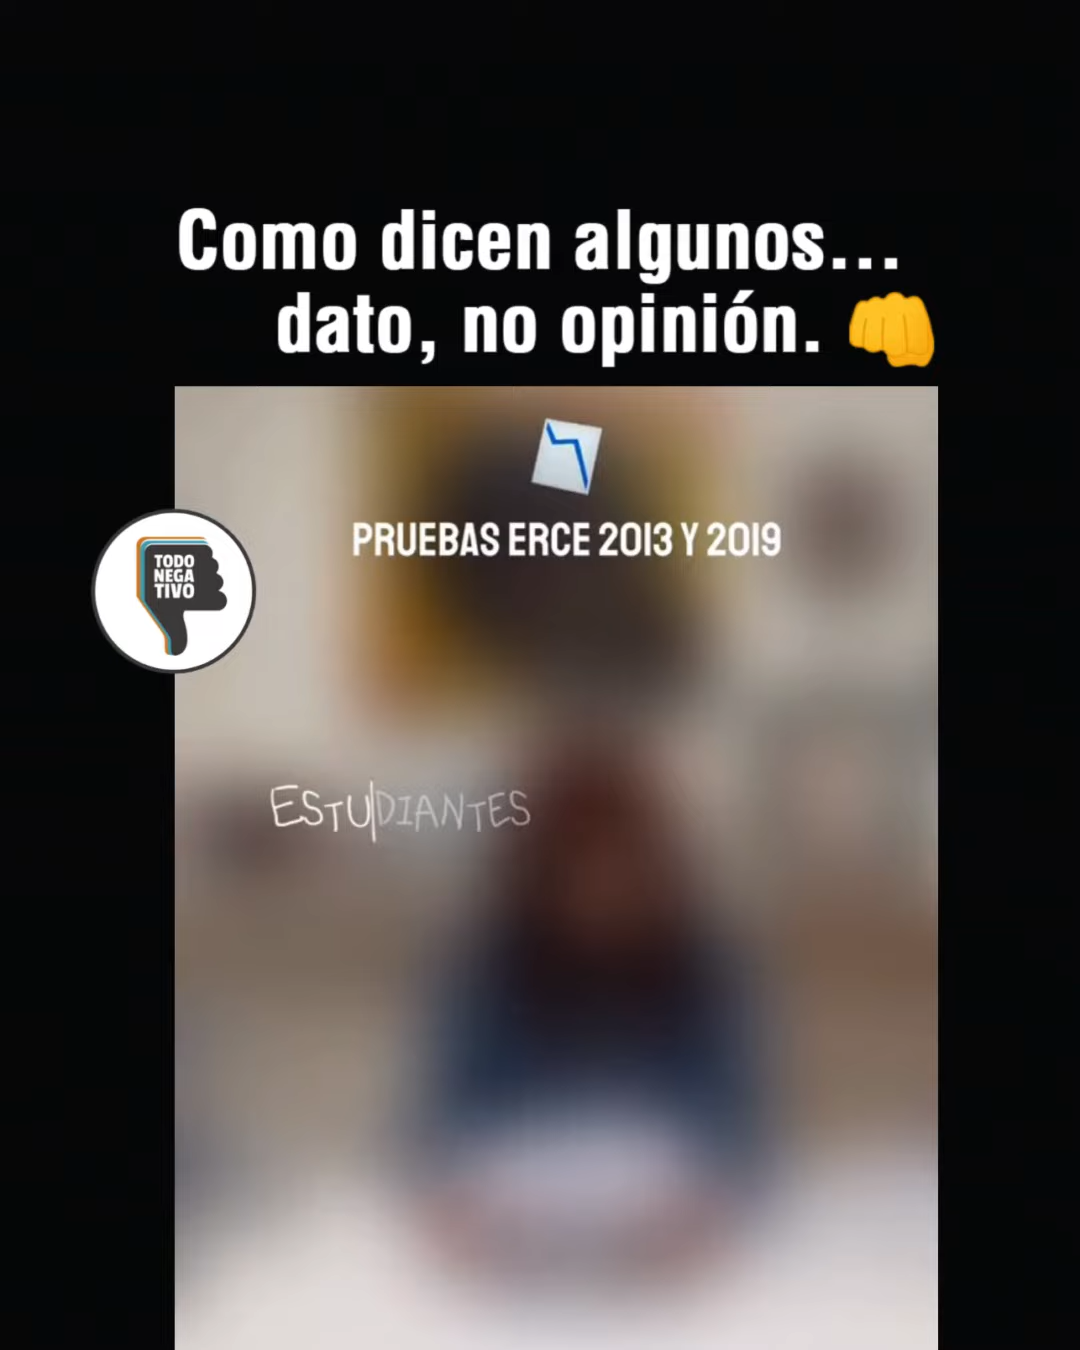 Como dicen algunos...
dato, no opinión. 👊
PRUEBAS ERCE 2013 Y 2019
TODO
NEGA
TIVO
ESTUDIANTES